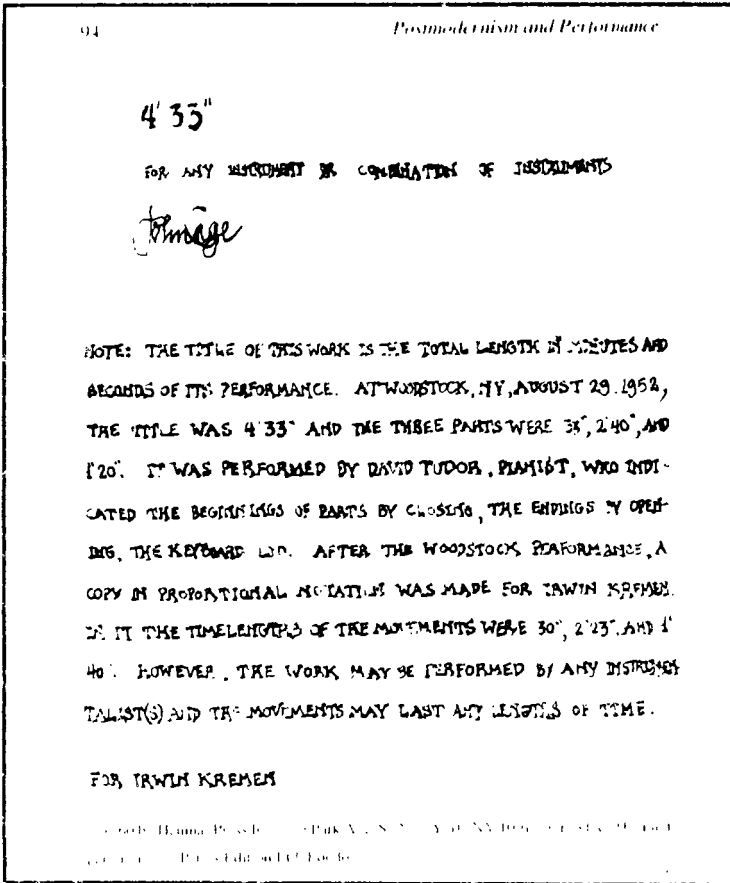 94 Postmodernism and Performance
4' 33"
FOR ANY INSTRUMENT OR COMBINATION OF INSTRUMENTS
John Cage
NOTE: THE TITLE OF THIS WORK IS THE TOTAL LENGTH IN MINUTES AND
SECONDS OF ITS PERFORMANCE. AT WOODSTOCK, NY, AUGUST 29, 1952,
THE TITLE WAS 4'33" AND THE THREE PARTS WERE 33", 2'40", AND
1'20". IT WAS PERFORMED BY DAVID TUDOR, PIANIST, WHO INDI-
CATED THE BEGINNINGS OF PARTS BY CLOSING, THE ENDINGS BY OPEN-
ING, THE KEYBOARD LID. AFTER THE WOODSTOCK PERFORMANCE, A
COPY IN PROPORTIONAL NOTATION WAS MADE FOR IRWIN KREMEN.
IN IT THE TIMELENGTHS OF THE MOVEMENTS WERE 30", 2'23", AND 1'
40". HOWEVER, THE WORK MAY BE PERFORMED BY ANY INSTRUMEN
TALIST(S) AND THE MOVEMENTS MAY LAST ANY LENGTHS OF TIME.
FOR IRWIN KREMEN